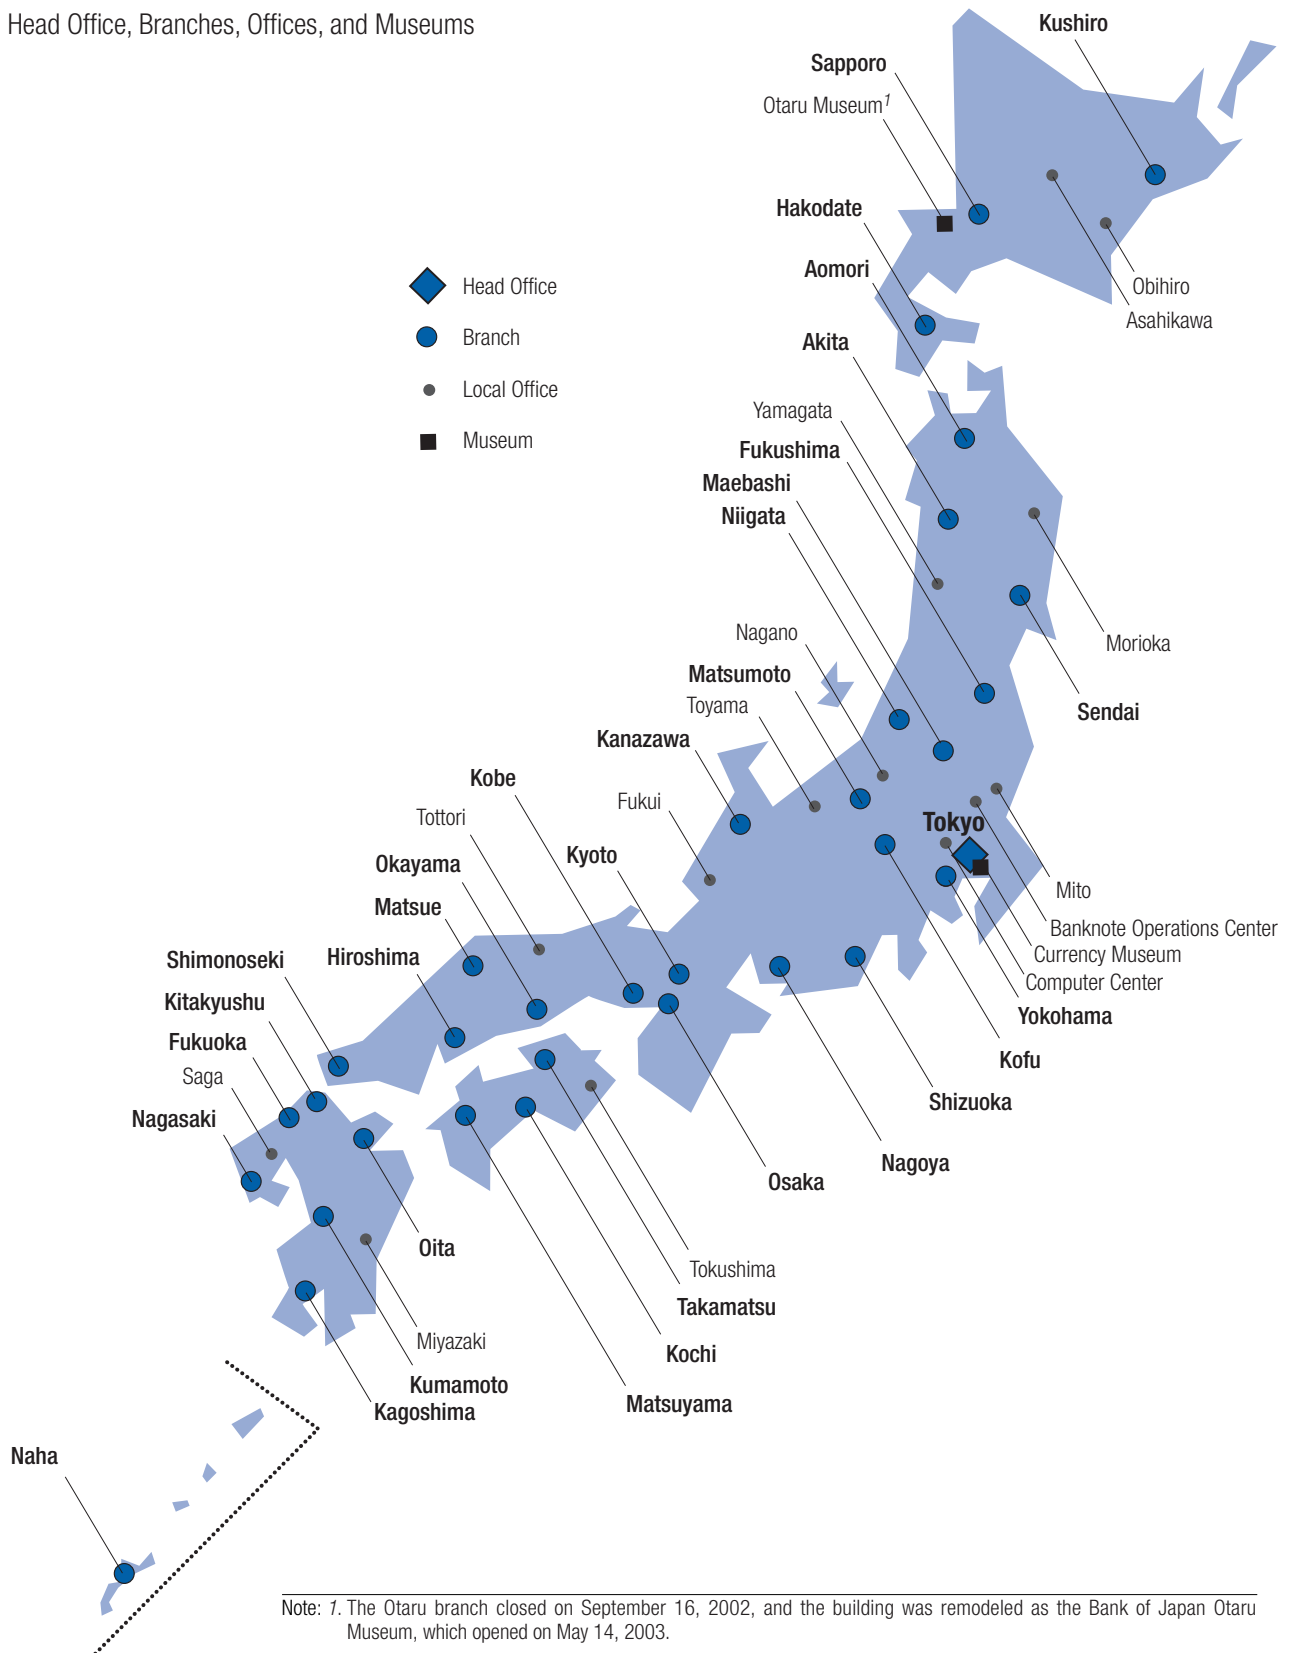 Head Office, Branches, Offices, and Museums
Kushiro
Sapporo
Otaru Museum1
Hakodate
Aomori
Head Office
Obihiro
Asahikawa
Branch
Akita
Local Office
Yamagata
Museum
Fukushima
Maebashi
Niigata
Nagano
Morioka
Matsumoto
Toyama
Sendai
Kanazawa
Kobe
Fukui
Tottori
Tokyo
Kyoto
Okayama
Mito
Matsue
Banknote Operations Center
Hiroshima
Currency Museum
Shimonoseki
Computer Center
Kitakyushu
Yokohama
Fukuoka
Kofu
Saga
Shizuoka
Nagasaki
Nagoya
Osaka
Oita
Tokushima
Takamatsu
Miyazaki
Kochi
Kumamoto
Matsuyama
Kagoshima
Naha
Note: 1. The Otaru branch closed on September 16, 2002, and the building was remodeled as the Bank of Japan Otaru
Museum, which opened on May 14, 2003.